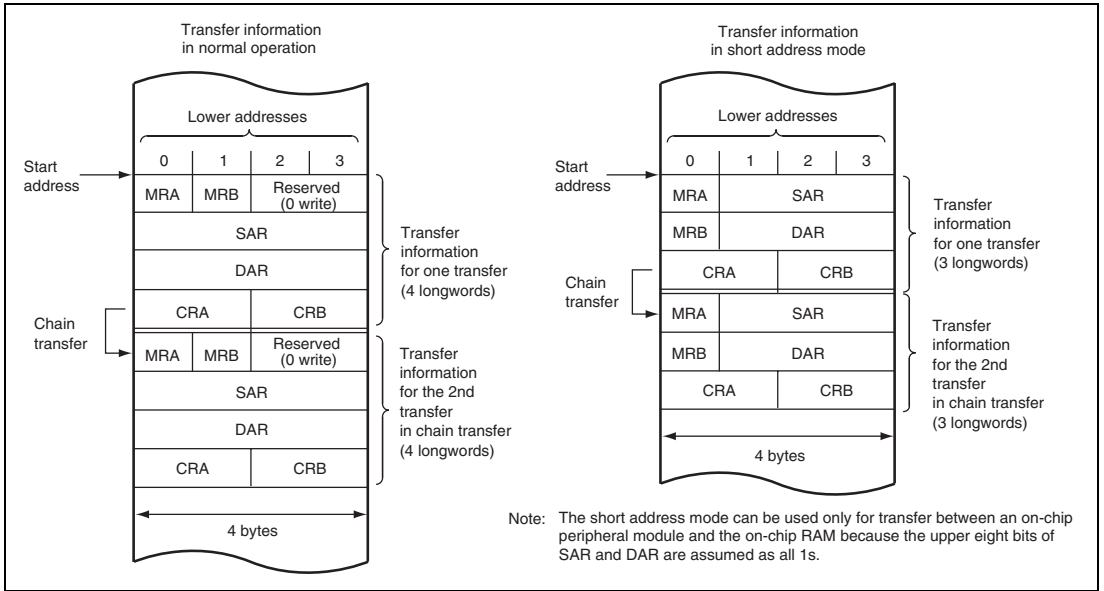 Transfer information
in normal operation
Lower addresses
0 1 2 3
Start
address
MRA MRB Reserved
(0 write)
SAR
DAR
CRA CRB
Transfer
information
for one transfer
(4 longwords)
Chain
transfer
MRA MRB Reserved
(0 write)
SAR
DAR
CRA CRB
Transfer
information
for the 2nd
transfer
in chain transfer
(4 longwords)
4 bytes
Transfer information
in short address mode
Lower addresses
0 1 2 3
Start
address
MRA SAR
MRB DAR
CRA CRB
Transfer
information
for one transfer
(3 longwords)
Chain
transfer
MRA SAR
MRB DAR
CRA CRB
Transfer
information
for the 2nd
transfer
in chain transfer
(3 longwords)
4 bytes
Note: The short address mode can be used only for transfer between an on-chip
peripheral module and the on-chip RAM because the upper eight bits of
SAR and DAR are assumed as all 1s.